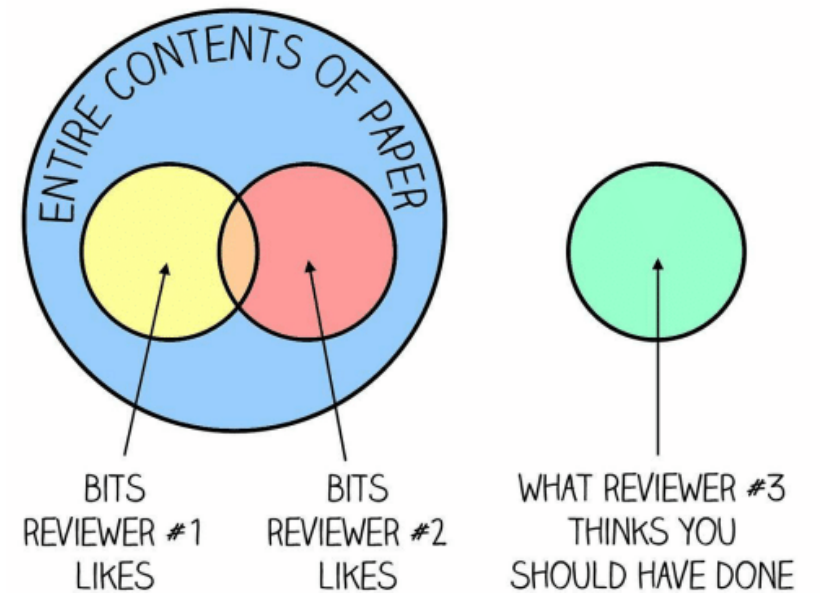 ENTIRE CONTENTS OF PAPER
BITS
REVIEWER #1
LIKES
BITS
REVIEWER #2
LIKES
WHAT REVIEWER #3
THINKS YOU
SHOULD HAVE DONE